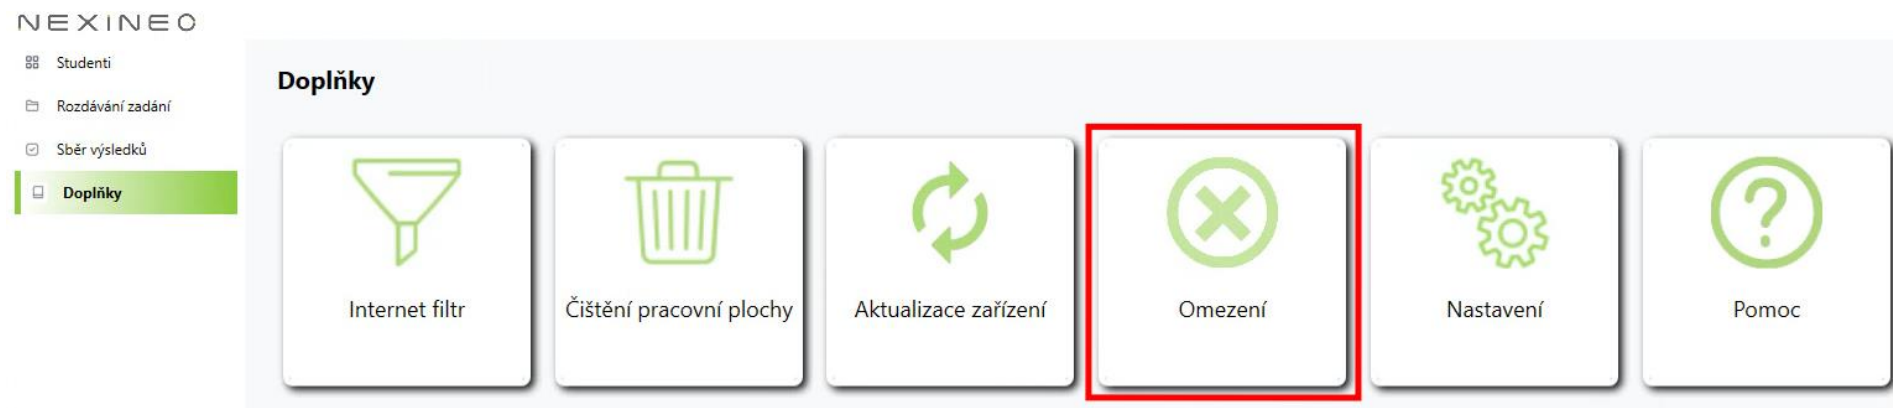 NEXINEO
Studenti
Rozdávání zadání
Sběr výsledků
Doplňky
Doplňky
Internet filtr
Čištění pracovní plochy
Aktualizace zařízení
Omezení
Nastavení
Pomoc